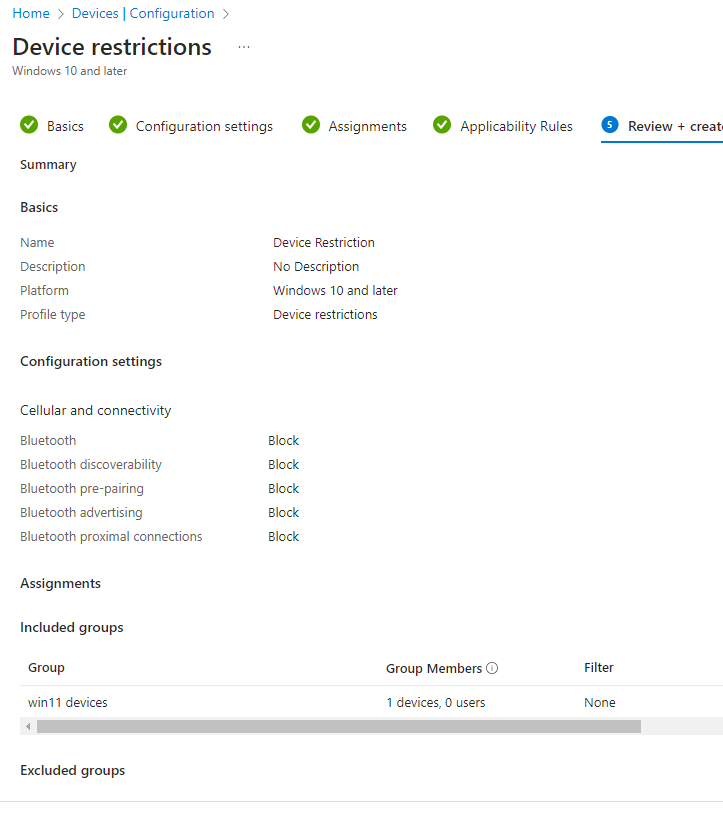 Home > Devices | Configuration >
Device restrictions ...
Windows 10 and later
Basics Configuration settings Assignments Applicability Rules 5 Review + create
Summary
Basics
Name Device Restriction
Description No Description
Platform Windows 10 and later
Profile type Device restrictions
Configuration settings
Cellular and connectivity
Bluetooth Block
Bluetooth discoverability Block
Bluetooth pre-pairing Block
Bluetooth advertising Block
Bluetooth proximal connections Block
Assignments
Included groups
Group Group Members Filter
win11 devices 1 devices, 0 users None
Excluded groups